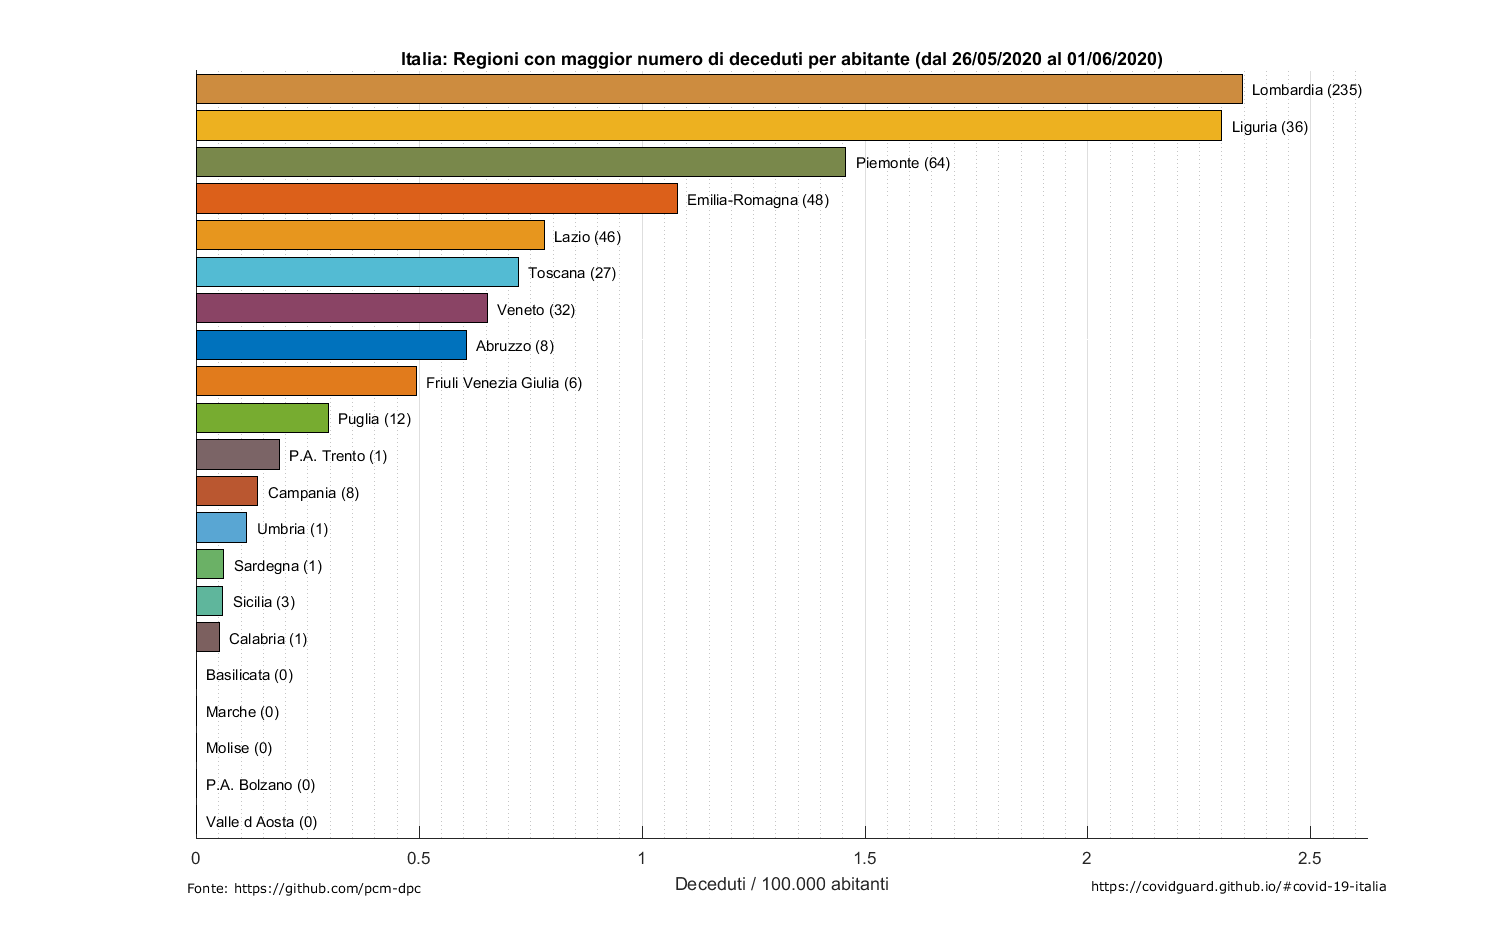 Italia: Regioni con maggior numero di deceduti per abitante (dal 26/05/2020 al 01/06/2020)
Lombardia (235)
Liguria (36)
Piemonte (64)
Emilia-Romagna (48)
Lazio (46)
Toscana (27)
Veneto (32)
Abruzzo (8)
Friuli Venezia Giulia (6)
Puglia (12)
P.A. Trento (1)
Campania (8)
Umbria (1)
Sardegna (1)
Sicilia (3)
Calabria (1)
Basilicata (0)
Marche (0)
Molise (0)
P.A. Bolzano (0)
Valle d Aosta (0)
0 0.5 1 1.5 2 2.5
Deceduti / 100.000 abitanti
Fonte: https://github.com/pcm-dpc
https://covidguard.github.io/#covid-19-italia